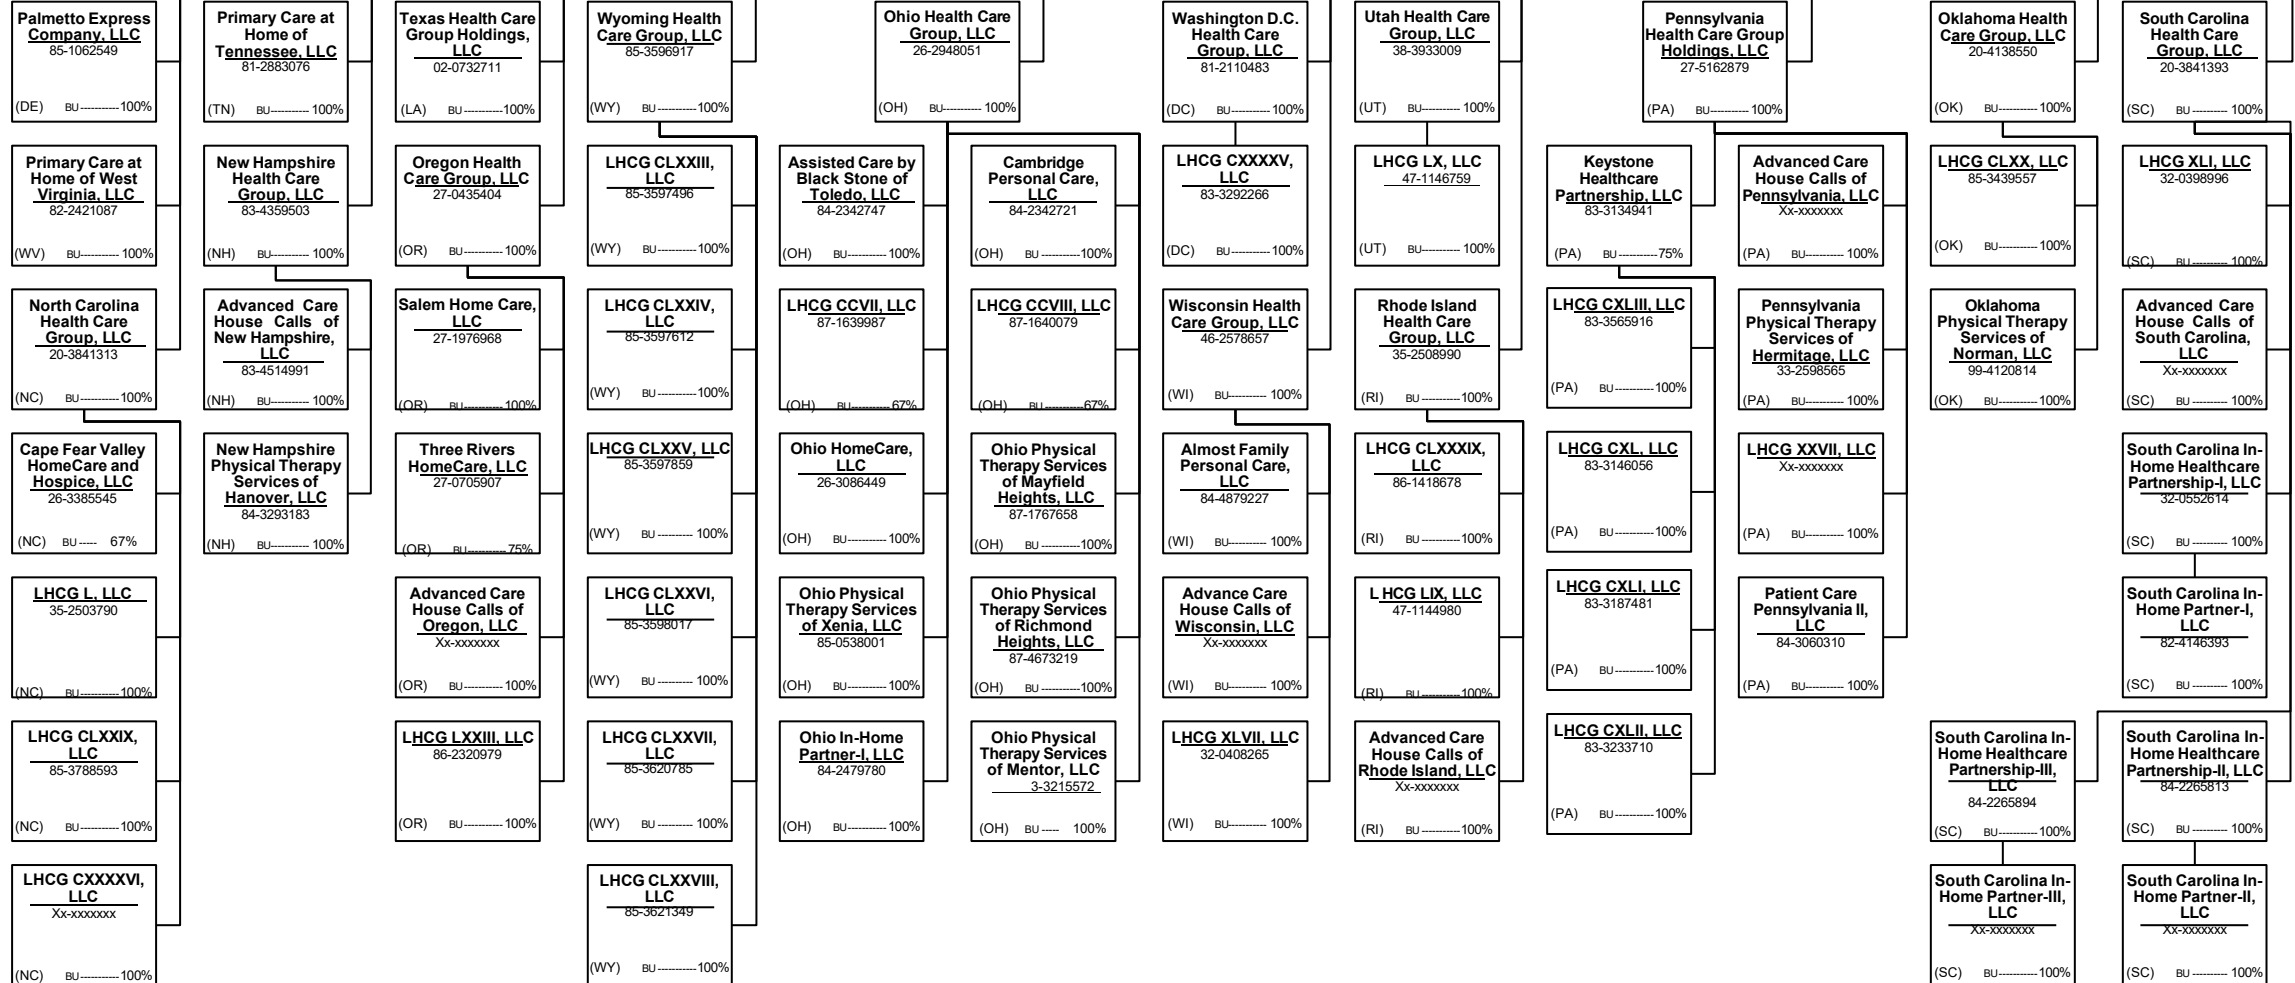 Palmetto Express
Company, LLC
85-1062549
(DE) BU-----------100%
Primary Care at
Home of
Tennessee, LLC
81-2883076
(TN) BU----------- 100%
Texas Health Care
Group Holdings,
LLC
02-0732711
(LA) BU----------- 100%
Wyoming Health
Care Group, LLC
85-3596917
(WY) BU-----------100%
Ohio Health Care
Group, LLC
26-2948051
(OH) BU----------- 100%
Washington D.C.
Health Care
Group, LLC
81-2110483
(DC) BU----------- 100%
Utah Health Care
Group, LLC
38-3933009
(UT) BU-----------100%
Pennsylvania
Health Care Group
Holdings, LLC
27-5162879
(PA) BU---------- 100%
Oklahoma Health
Care Group, LLC
20-4138550
(OK) BU-----------100%
South Carolina
Health Care
Group, LLC
20-3841393
(SC) BU---------- 100%
Primary Care at
Home of West
Virginia, LLC
82-2421087
(WV) BU----------- 100%
New Hampshire
Health Care
Group, LLC
83-4359503
(NH) BU----------- 100%
Oregon Health
Care Group, LLC
27-0435404
(OR) BU-----------100%
LHCG CLXXIII,
LLC
85-3597496
(WY) BU-----------100%
Assisted Care by
Black Stone of
Toledo, LLC
84-2342747
(OH) BU-----------100%
Cambridge
Personal Care,
LLC
84-2342721
(OH) BU-----------100%
LHCG CXXXXV,
LLC
83-3292266
(DC) BU-----------100%
LHCG LX, LLC
47-1146759
(UT) BU---------- 100%
Keystone
Healthcare
Partnership, LLC
83-3134941
(PA) BU-----------75%
Advanced Care
House Calls of
Pennsylvania, LLC
Xx-xxxxxxx
(PA) BU---------- 100%
LHCG CLXX, LLC
85-3439557
(OK) BU-----------100%
LHCG XLI, LLC
32-0398996
(SC) BU---------- 100%
North Carolina
Health Care
Group, LLC
20-3841313
(NC) BU-----------100%
Advanced Care
House Calls of
New Hampshire,
LLC
83-4514991
(NH) BU----------- 100%
Salem Home Care,
LLC
27-1976968
(OR) BU-----------100%
LHCG CLXXIV,
LLC
85-3597612
(WY) BU-----------100%
LHCG CCVII, LLC
87-1639987
(OH) BU-----------67%
LHCG CCVIII, LLC
87-1640079
(OH) BU-----------67%
Wisconsin Health
Care Group, LLC
46-2578657
(WI) BU---------- 100%
Rhode Island
Health Care
Group, LLC
35-2508990
(RI) BU-----------100%
LHCG CXLIII, LLC
83-3565916
(PA) BU-----------100%
Pennsylvania
Physical Therapy
Services of
Hermitage, LLC
33-2598565
(PA) BU---------- 100%
Oklahoma
Physical Therapy
Services of
Norman, LLC
99-4120814
(OK) BU-----------100%
Advanced Care
House Calls of
South Carolina,
LLC
Xx-xxxxxxx
(SC) BU---------- 100%
Cape Fear Valley
HomeCare and
Hospice, LLC
26-3385545
(NC) BU----- 67%
New Hampshire
Physical Therapy
Services of
Hanover, LLC
84-3293183
(NH) BU----------- 100%
Three Rivers
HomeCare, LLC
27-0705907
(OR) BU-----------75%
LHCG CLXXV, LLC
85-3597859
(WY) BU---------- 100%
Ohio HomeCare,
LLC
26-3086449
(OH) BU-----------100%
Ohio Physical
Therapy Services
of Mayfield
Heights, LLC
87-1767658
(OH) BU-----------100%
Almost Family
Personal Care,
LLC
84-4879227
(WI) BU---------- 100%
LHCG CLXXXIX,
LLC
86-1418678
(RI) BU-----------100%
LHCG CXL, LLC
83-3146056
(PA) BU-----------100%
LHCG XXVII, LLC
Xx-xxxxxxx
(PA) BU---------- 100%
South Carolina In-
Home Healthcare
Partnership-I, LLC
32-0552614
(SC) BU---------- 100%
LHCG L, LLC
35-2503790
(NC) BU-----------100%
Advanced Care
House Calls of
Oregon, LLC
Xx-xxxxxxx
(OR) BU-----------100%
LHCG CLXXVI,
LLC
85-3598017
(WY) BU---------- 100%
Ohio Physical
Therapy Services
of Xenia, LLC
85-0538001
(OH) BU-----------100%
Ohio Physical
Therapy Services
of Richmond
Heights, LLC
87-4673219
(OH) BU-----------100%
Advance Care
House Calls of
Wisconsin, LLC
Xx-xxxxxxx
(WI) BU---------- 100%
LHCG LIX, LLC
47-1144980
(RI) BU-----------100%
LHCG CXLI, LLC
83-3187481
(PA) BU-----------100%
Patient Care
Pennsylvania II,
LLC
84-3060310
(PA) BU---------- 100%
South Carolina In-
Home Partner-I,
LLC
82-4146393
(SC) BU---------- 100%
LHCG CLXXIX,
LLC
85-3788593
(NC) BU-----------100%
LHCG LXXIII, LLC
86-2320979
(OR) BU-----------100%
LHCG CLXXVII,
LLC
85-3620785
(WY) BU-----------100%
Ohio In-Home
Partner-I, LLC
84-2479780
(OH) BU-----------100%
Ohio Physical
Therapy Services
of Mentor, LLC
3-3215572
(OH) BU----- 100%
LHCG XLVII, LLC
32-0408265
(WI) BU---------- 100%
Advanced Care
House Calls of
Rhode Island, LLC
Xx-xxxxxxx
(RI) BU-----------100%
LHCG CXLII, LLC
83-3233710
(PA) BU-----------100%
South Carolina In-
Home Healthcare
Partnership-III,
LLC
84-2265894
(SC) BU-----------100%
South Carolina In-
Home Healthcare
Partnership-II, LLC
84-2265813
(SC) BU---------- 100%
LHCG CXXXXVI,
LLC
Xx-xxxxxxx
(NC) BU-----------100%
LHCG CLXXVIII,
LLC
85-3621349
(WY) BU-----------100%
South Carolina In-
Home Partner-III,
LLC
Xx-xxxxxxx
(SC) BU-----------100%
South Carolina In-
Home Partner-II,
LLC
Xx-xxxxxxx
(SC) BU---------- 100%